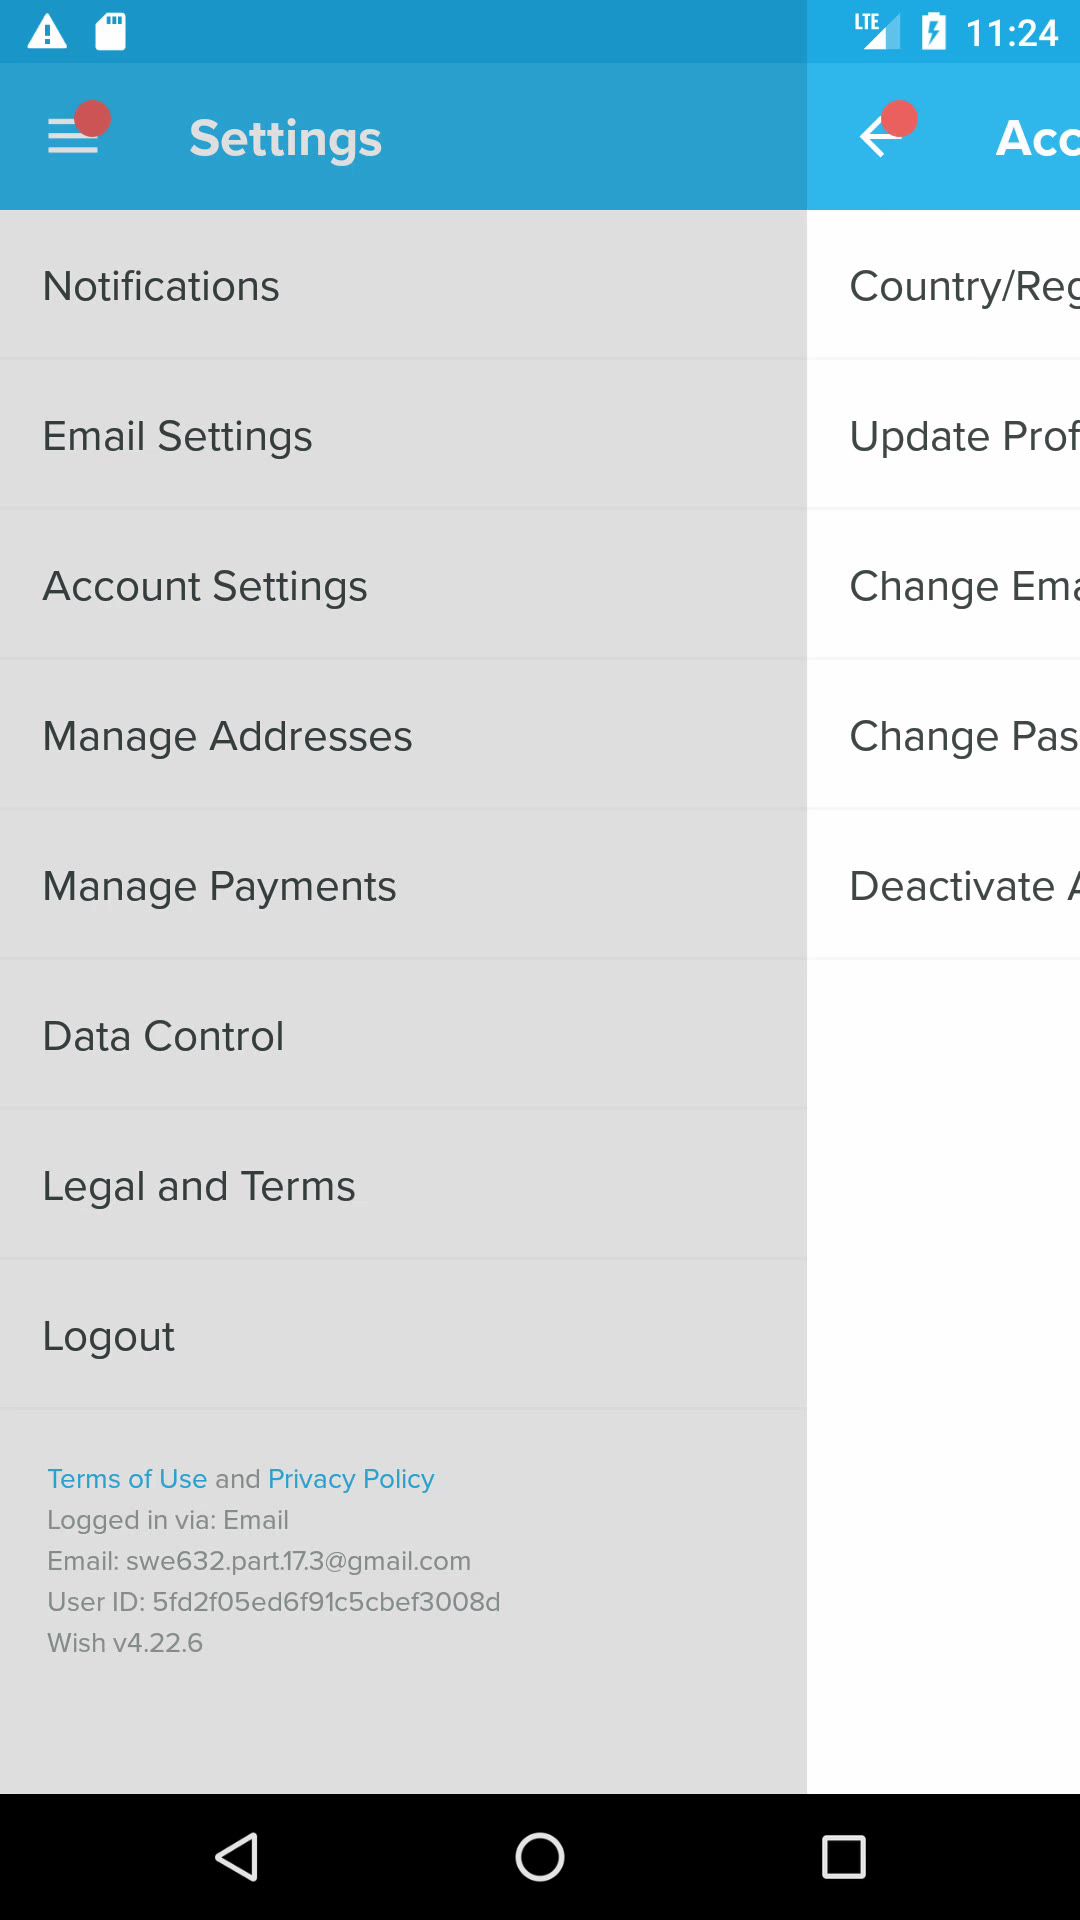 LTE 11:24
Settings
Notifications
Email Settings
Account Settings
Manage Addresses
Manage Payments
Data Control
Legal and Terms
Logout
Terms of Use and Privacy Policy
Logged in via: Email
Email: swe632.part.17.3@gmail.com
User ID: 5fd2f05ed6f91c5cbef3008d
Wish v4.22.6
Acc
Country/Reg
Update Prof
Change Ema
Change Pas
Deactivate A